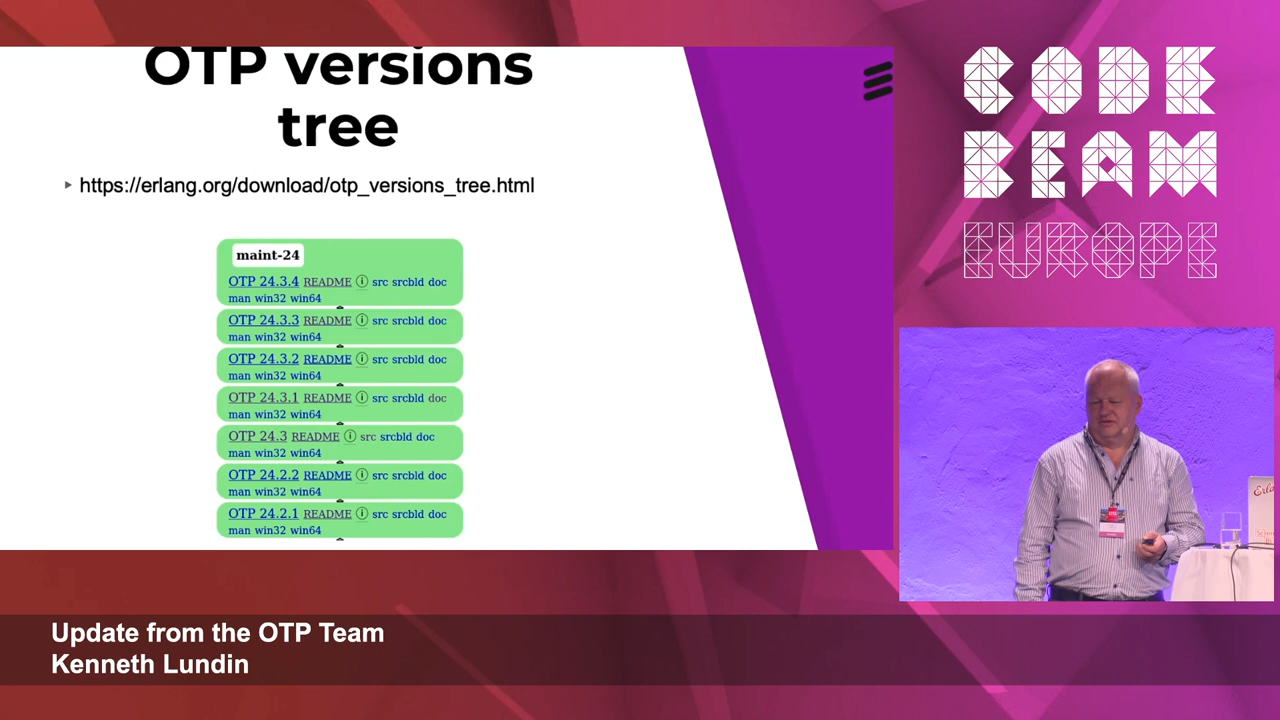 OTP versions
tree
https://erlang.org/download/otp_versions_tree.html
maint-24
OTP 24.3.4 README ⓘ src srcbld doc
man win32 win64
OTP 24.3.3 README ⓘ src srcbld doc
man win32 win64
OTP 24.3.2 README ⓘ src srcbld doc
man win32 win64
OTP 24.3.1 README ⓘ src srcbld doc
man win32 win64
OTP 24.3 README ⓘ src srcbld doc
man win32 win64
OTP 24.2.2 README ⓘ src srcbld doc
man win32 win64
OTP 24.2.1 README ⓘ src srcbld doc
man win32 win64
CODE
BEAM
EUROPE
Update from the OTP Team
Kenneth Lundin